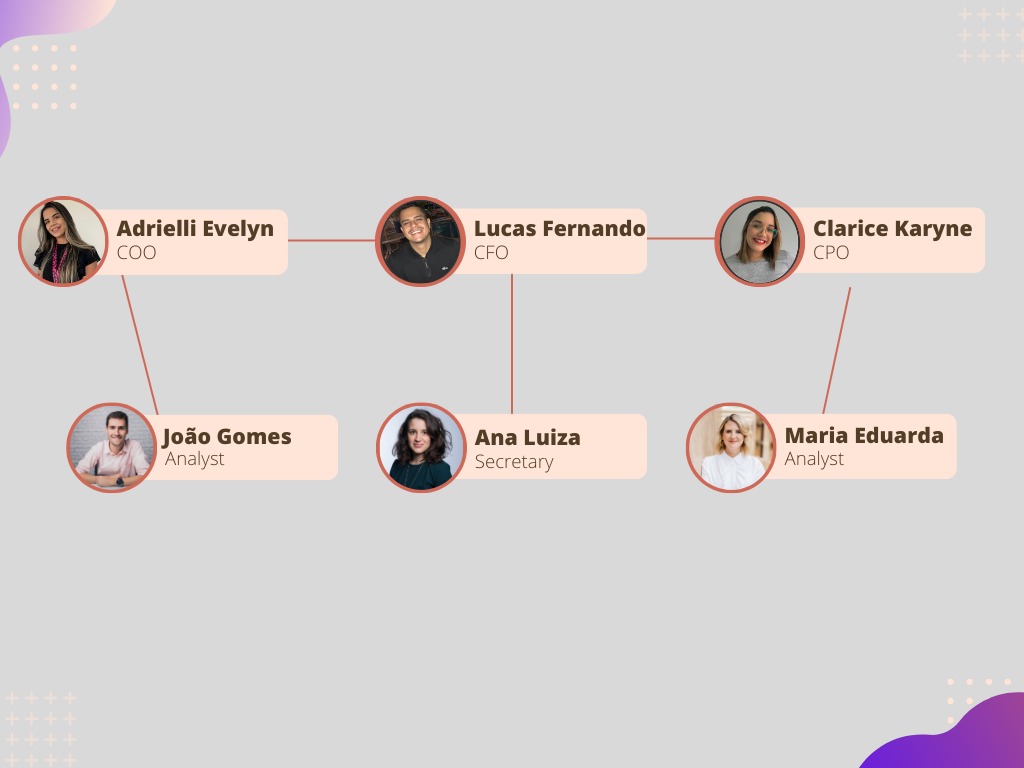 Adrielli Evelyn
COO
Lucas Fernando
CFO
Clarice Karyne
CPO
João Gomes
Analyst
Ana Luiza
Secretary
Maria Eduarda
Analyst